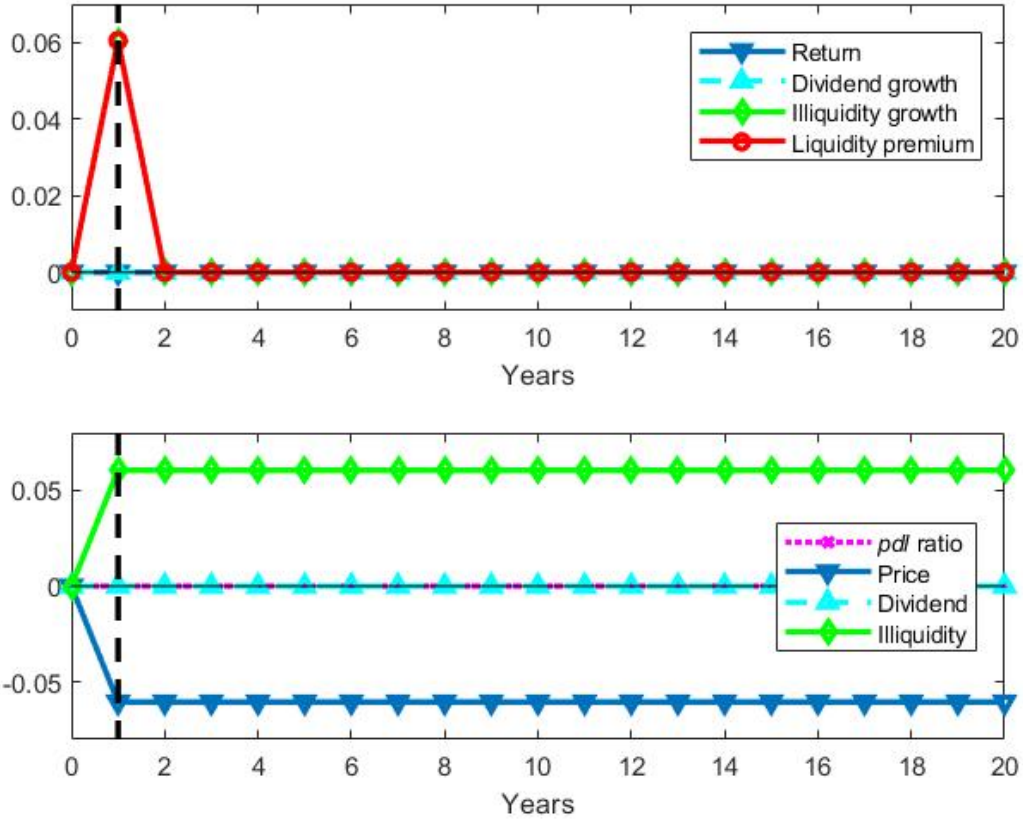 0.06
0.04
0.02
0
Return
Dividend growth
Illiquidity growth
Liquidity premium
0 2 4 6 8 10 12 14 16 18 20
Years
0.05
0
-0.05
pdl ratio
Price
Dividend
Illiquidity
0 2 4 6 8 10 12 14 16 18 20
Years